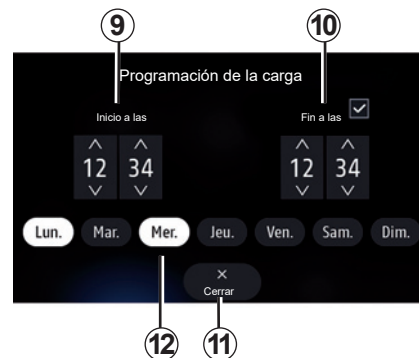 9 10
Programación de la carga
Inicio a las Fin a las
12 34 12 34
Lun. Mar. Mer. Jeu. Ven. Sam. Dim.
×
Cerrar
12 11